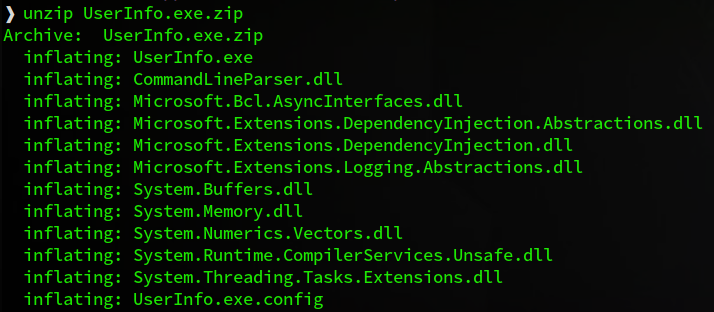 ❯ unzip UserInfo.exe.zip
Archive:  UserInfo.exe.zip
  inflating: UserInfo.exe
  inflating: CommandLineParser.dll
  inflating: Microsoft.Bcl.AsyncInterfaces.dll
  inflating: Microsoft.Extensions.DependencyInjection.Abstractions.dll
  inflating: Microsoft.Extensions.DependencyInjection.dll
  inflating: Microsoft.Extensions.Logging.Abstractions.dll
  inflating: System.Buffers.dll
  inflating: System.Memory.dll
  inflating: System.Numerics.Vectors.dll
  inflating: System.Runtime.CompilerServices.Unsafe.dll
  inflating: System.Threading.Tasks.Extensions.dll
  inflating: UserInfo.exe.config